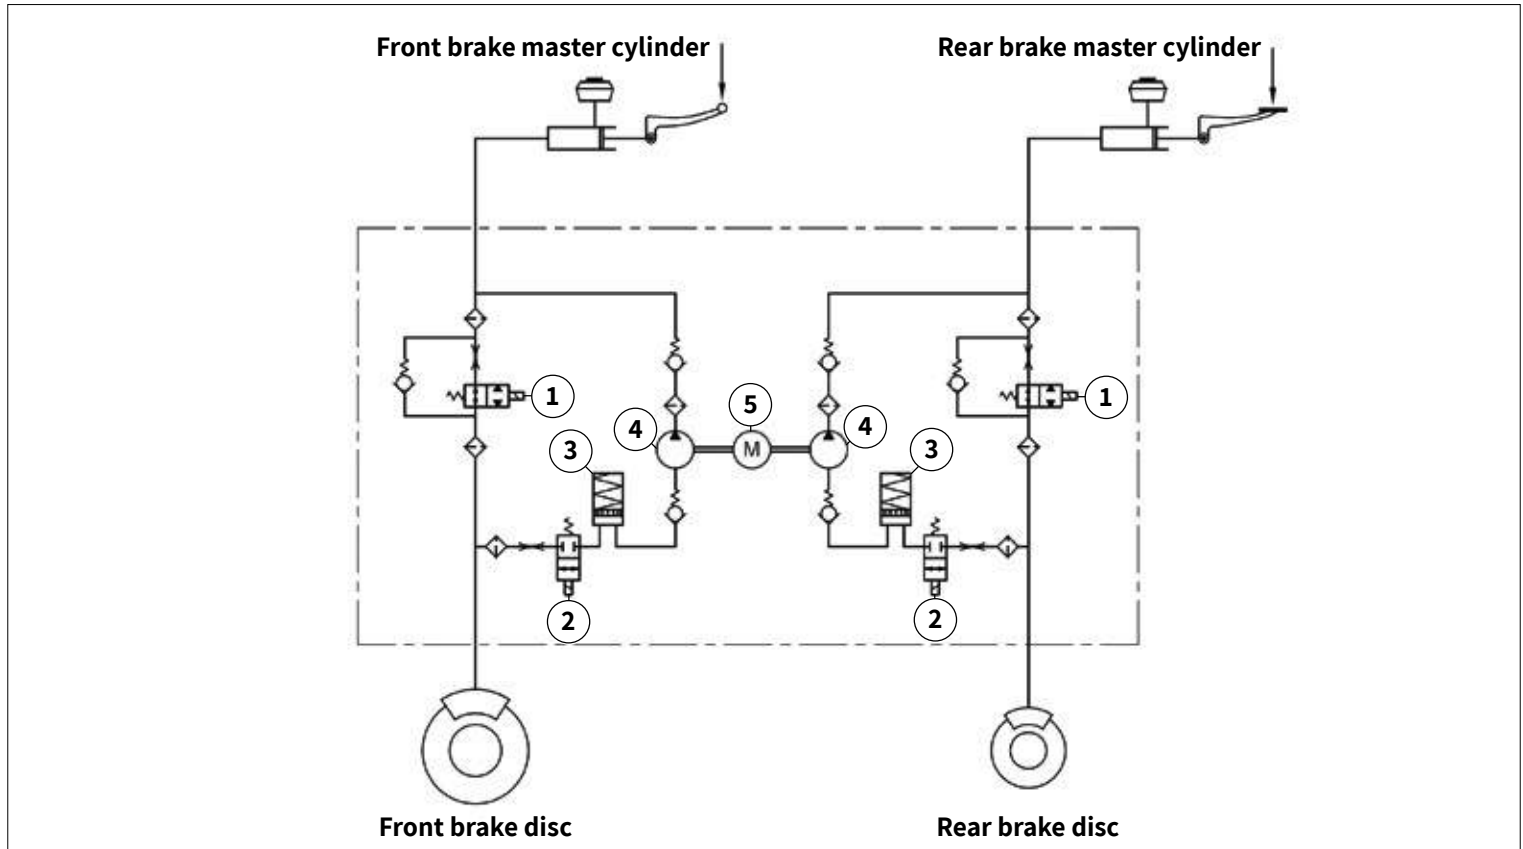 Front brake master cylinder
Rear brake master cylinder
1
1
5
4
4
3
3
M
2
2
Front brake disc
Rear brake disc